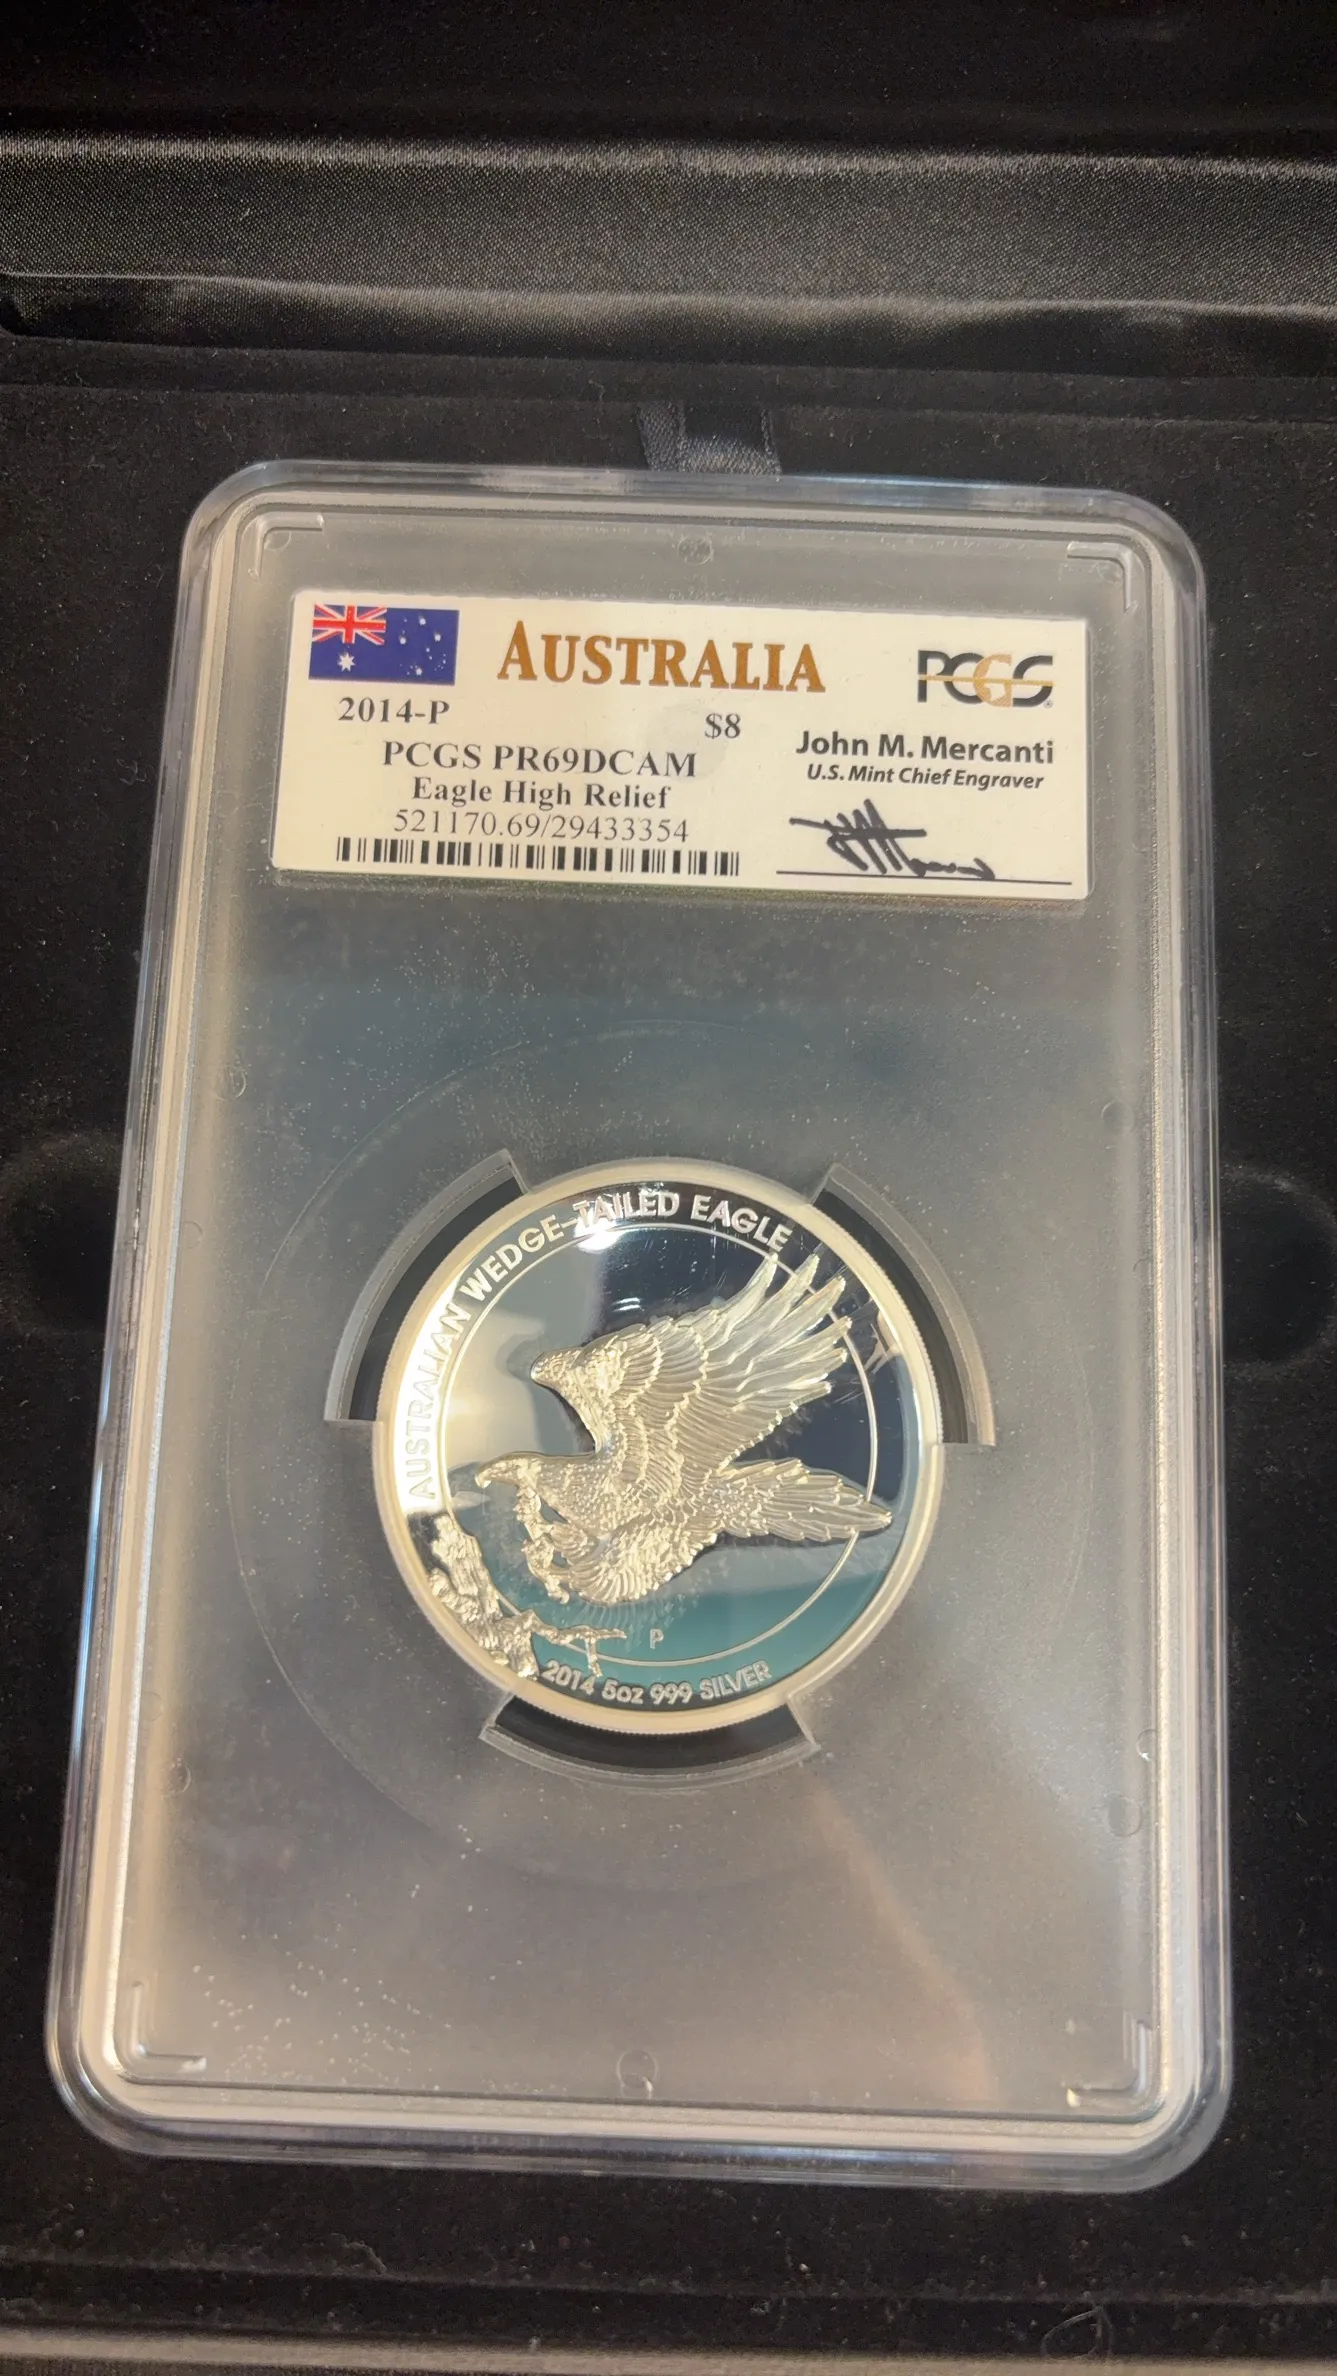 AUSTRALIA
PCGS
2014-P
$8
PCGS PR69DCAM
Eagle High Relief
521170.69/29433354
John M. Mercanti
U.S. Mint Chief Engraver
AUSTRALIAN WEDGE-TAILED EAGLE
P
2014 5oz 999 SILVER